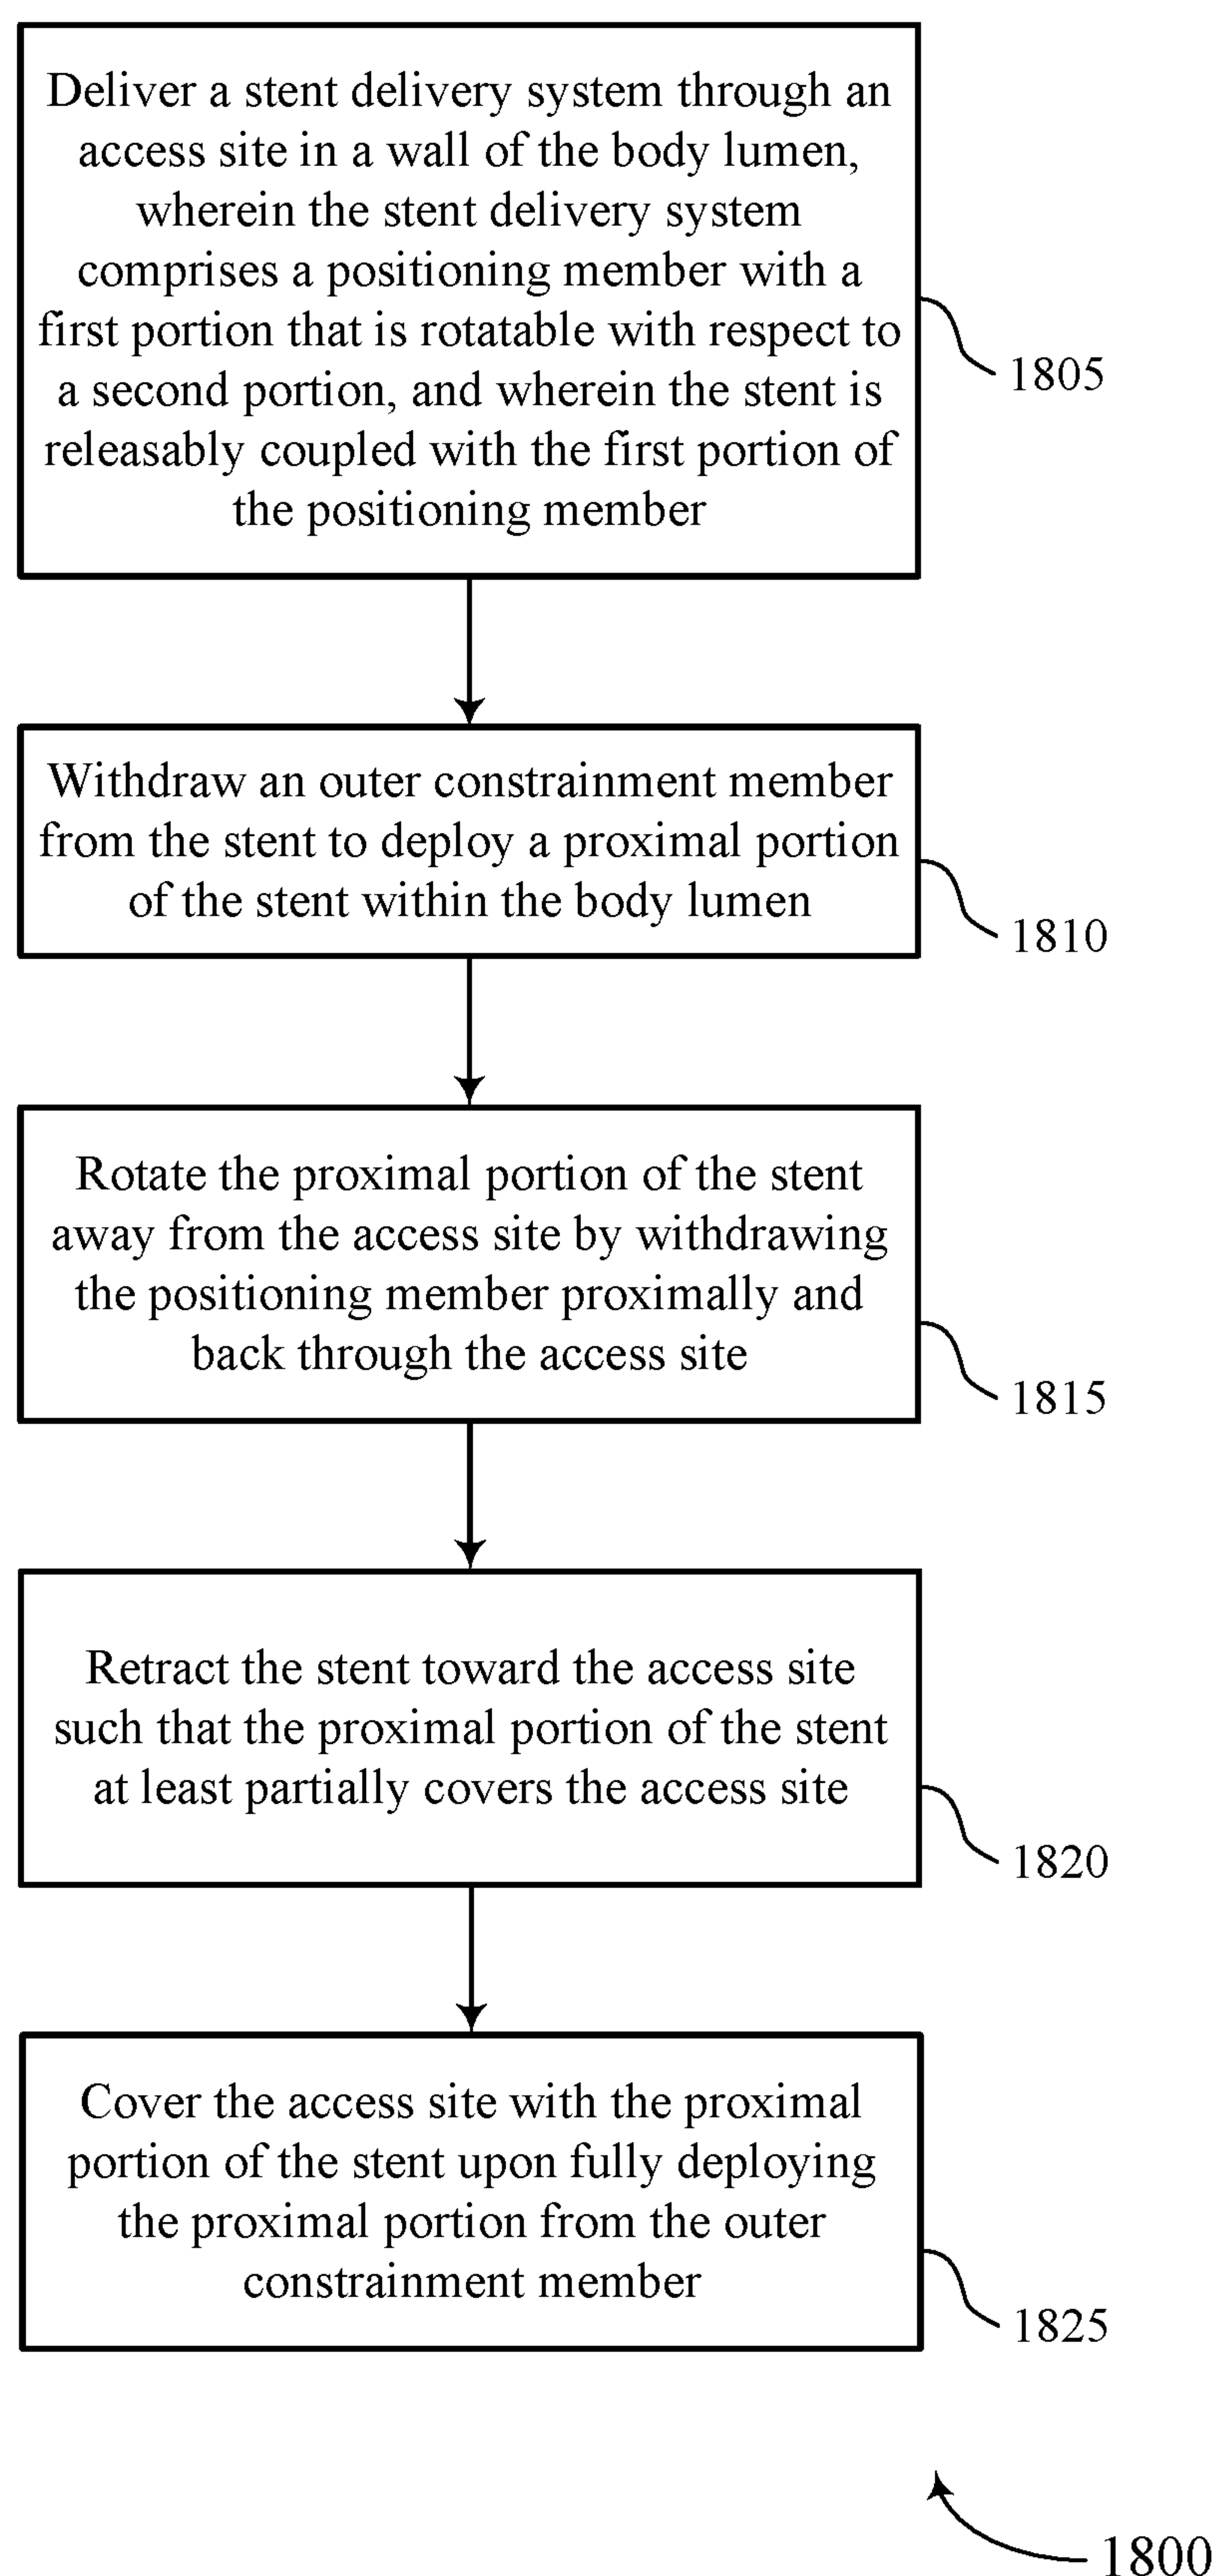 Deliver a stent delivery system through an
access site in a wall of the body lumen,
wherein the stent delivery system
comprises a positioning member with a
first portion that is rotatable with respect to
a second portion, and wherein the stent is
releasably coupled with the first portion of
the positioning member
1805
Withdraw an outer constrainment member
from the stent to deploy a proximal portion
of the stent within the body lumen
1810
Rotate the proximal portion of the stent
away from the access site by withdrawing
the positioning member proximally and
back through the access site
1815
Retract the stent toward the access site
such that the proximal portion of the stent
at least partially covers the access site
1820
Cover the access site with the proximal
portion of the stent upon fully deploying
the proximal portion from the outer
constrainment member
1825
1800